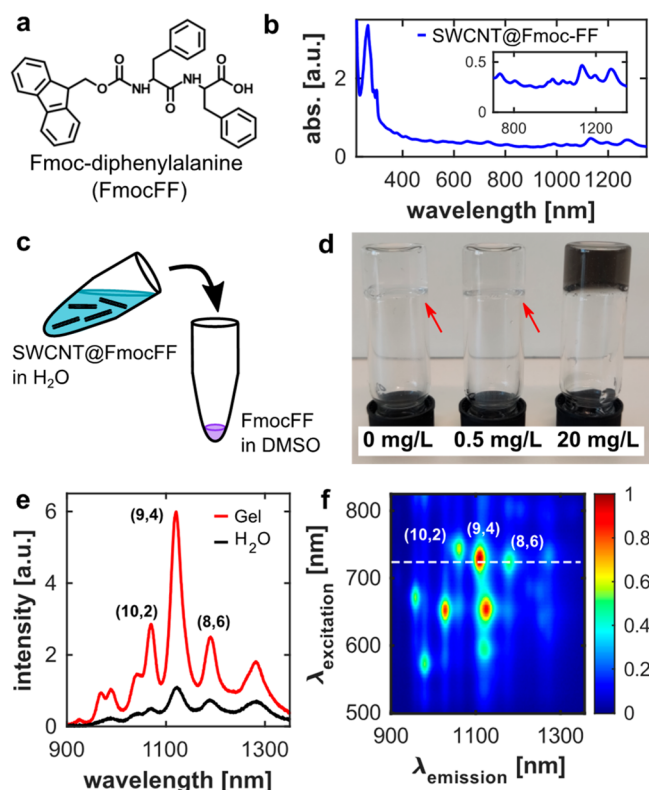 a
O
O
N
H
O
H
N
O
OH
Fmoc-diphenylalanine
(FmocFF)
b
SWCNT@Fmoc-FF
abs. [a.u.]
2
0
0.5
0
800
1200
400
600
800
1000
1200
wavelength [nm]
c
SWCNT@FmocFF
in H₂O
FmocFF
in DMSO
d
0 mg/L
0.5 mg/L
20 mg/L
e
intensity [a.u.]
6
4
2
0
(9,4)
Gel
H₂O
(10,2)
(8,6)
900
1100
1300
wavelength [nm]
f
λexcitation [nm]
800
700
600
500
(10,2)
(9,4)
(8,6)
900
1100
1300
λemission [nm]
1
0.8
0.6
0.4
0.2
0